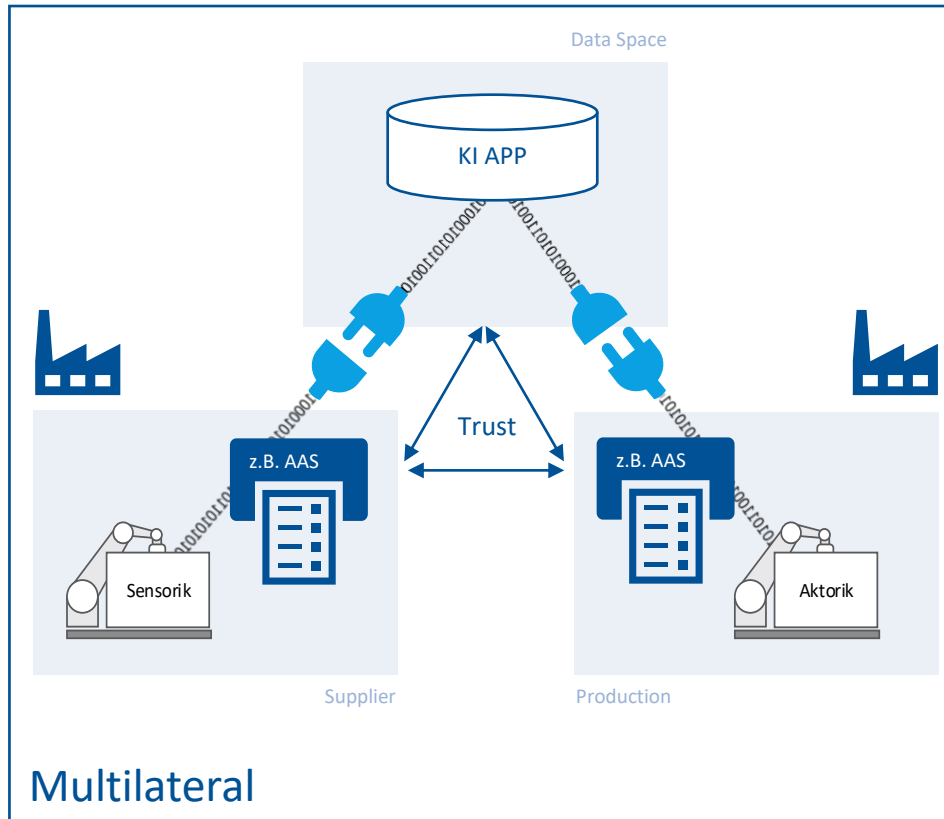 Data Space
KI APP
Trust
z.B. AAS
z.B. AAS
Sensorik
Aktorik
Supplier
Production
Multilateral